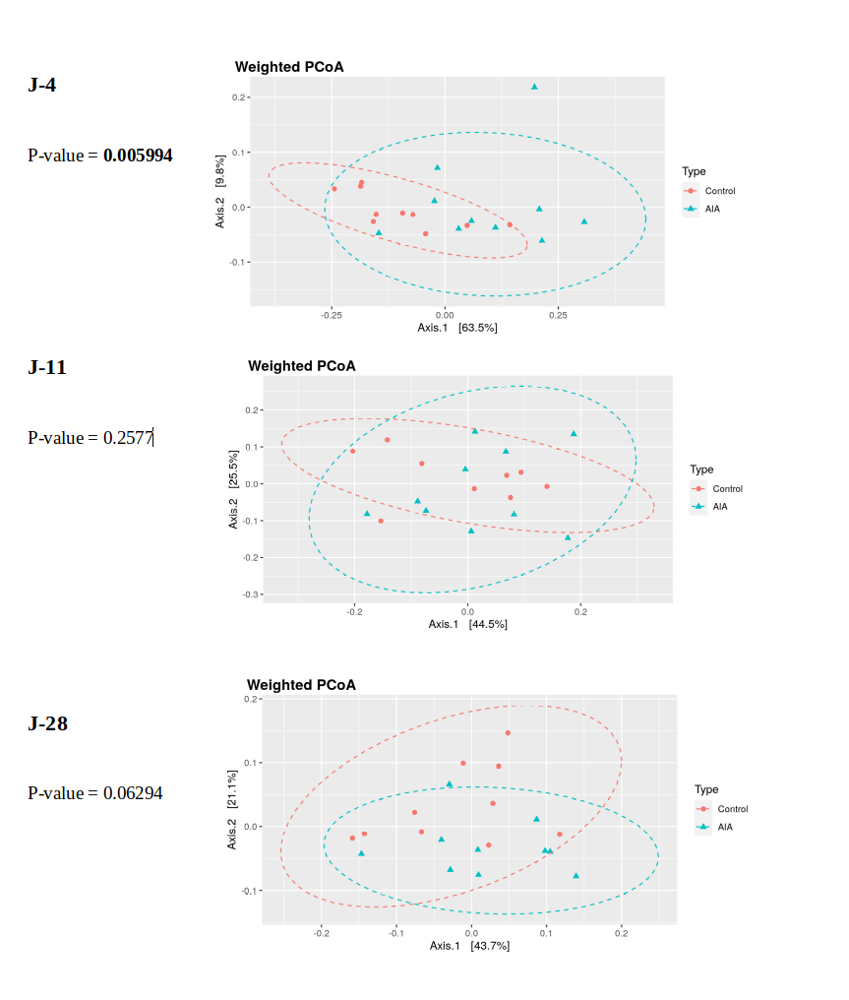 J-4
P-value = 0.005994
Weighted PCoA
0.2
0.1
0.0
-0.1
Axis.2 [9.8%]
-0.25
0.00
0.25
Axis.1 [63.5%]
Type
Control
AIA
J-11
P-value = 0.2577
Weighted PCoA
0.2
0.1
0.0
-0.1
-0.2
-0.3
Axis.2 [25.5%]
-0.2
0.0
0.2
Axis.1 [44.5%]
Type
Control
AIA
J-28
P-value = 0.06294
Weighted PCoA
0.2
0.1
0.0
-0.1
Axis.2 [21.1%]
-0.2
-0.1
0.0
0.1
0.2
Axis.1 [43.7%]
Type
Control
AIA